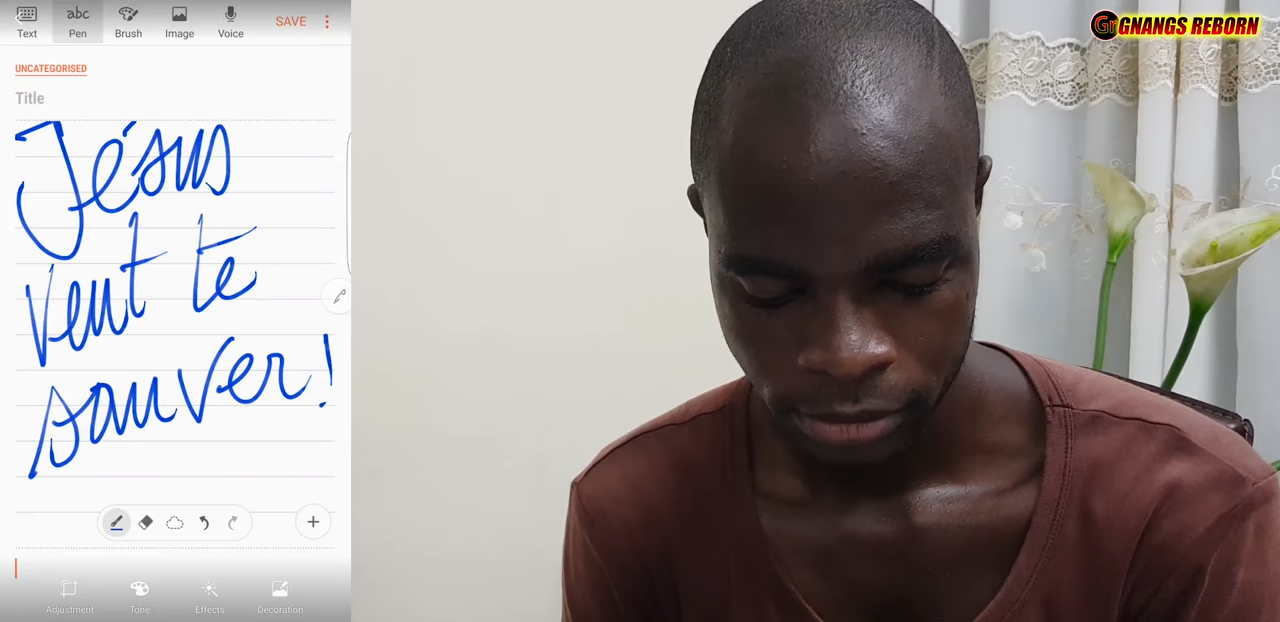 Text
Pen
Brush
Image
Voice
SAVE
abc
UNCATEGORISED
Title
Jésus
veut te
sauver!
Adjustment
Tone
Effects
Decoration
Gr GNANGS REBORN